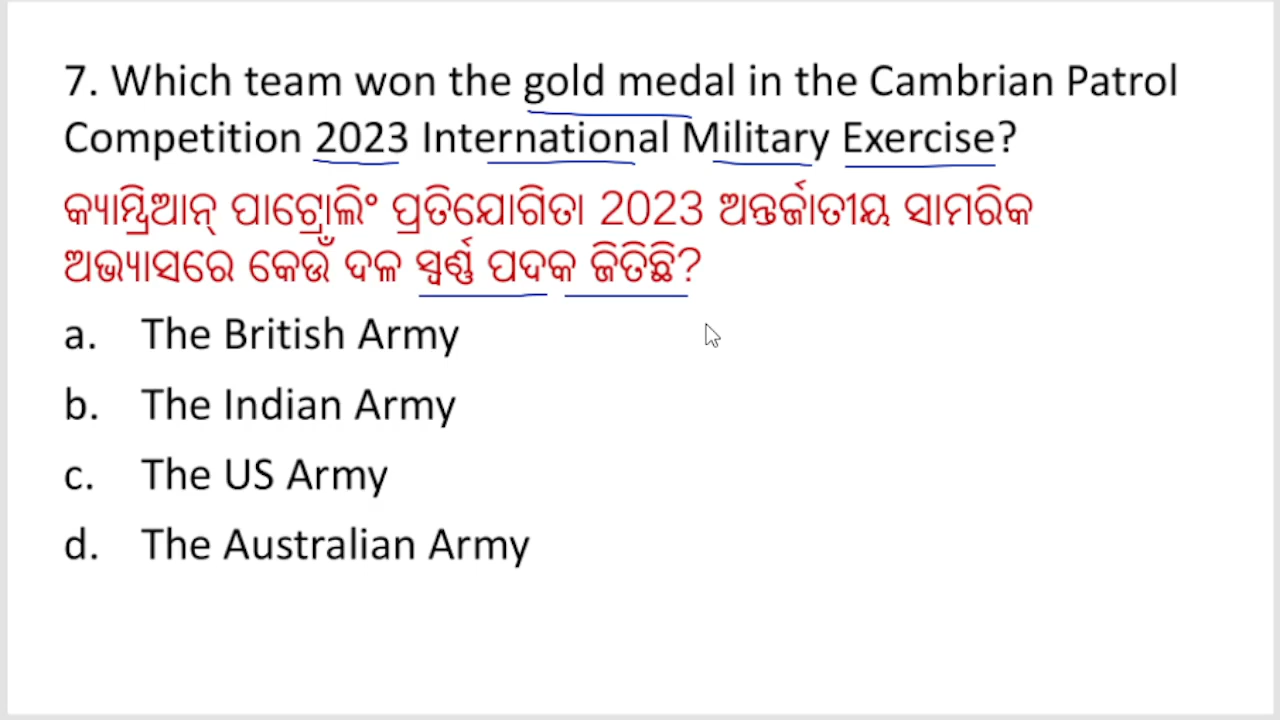 7. Which team won the gold medal in the Cambrian Patrol
Competition 2023 International Military Exercise?
କ୍ୟାମ୍ବ୍ରିଆନ୍ ପାଟ୍ରୋଲିଂ ପ୍ରତିଯୋଗିତା 2023 ଅନ୍ତର୍ଜାତୀୟ ସାମରିକ
ଅଭ୍ୟାସରେ କେଉଁ ଦଳ ସ୍ୱର୍ଣ୍ଣ ପଦକ ଜିତିଛି?
a. The British Army
b. The Indian Army
c. The US Army
d. The Australian Army